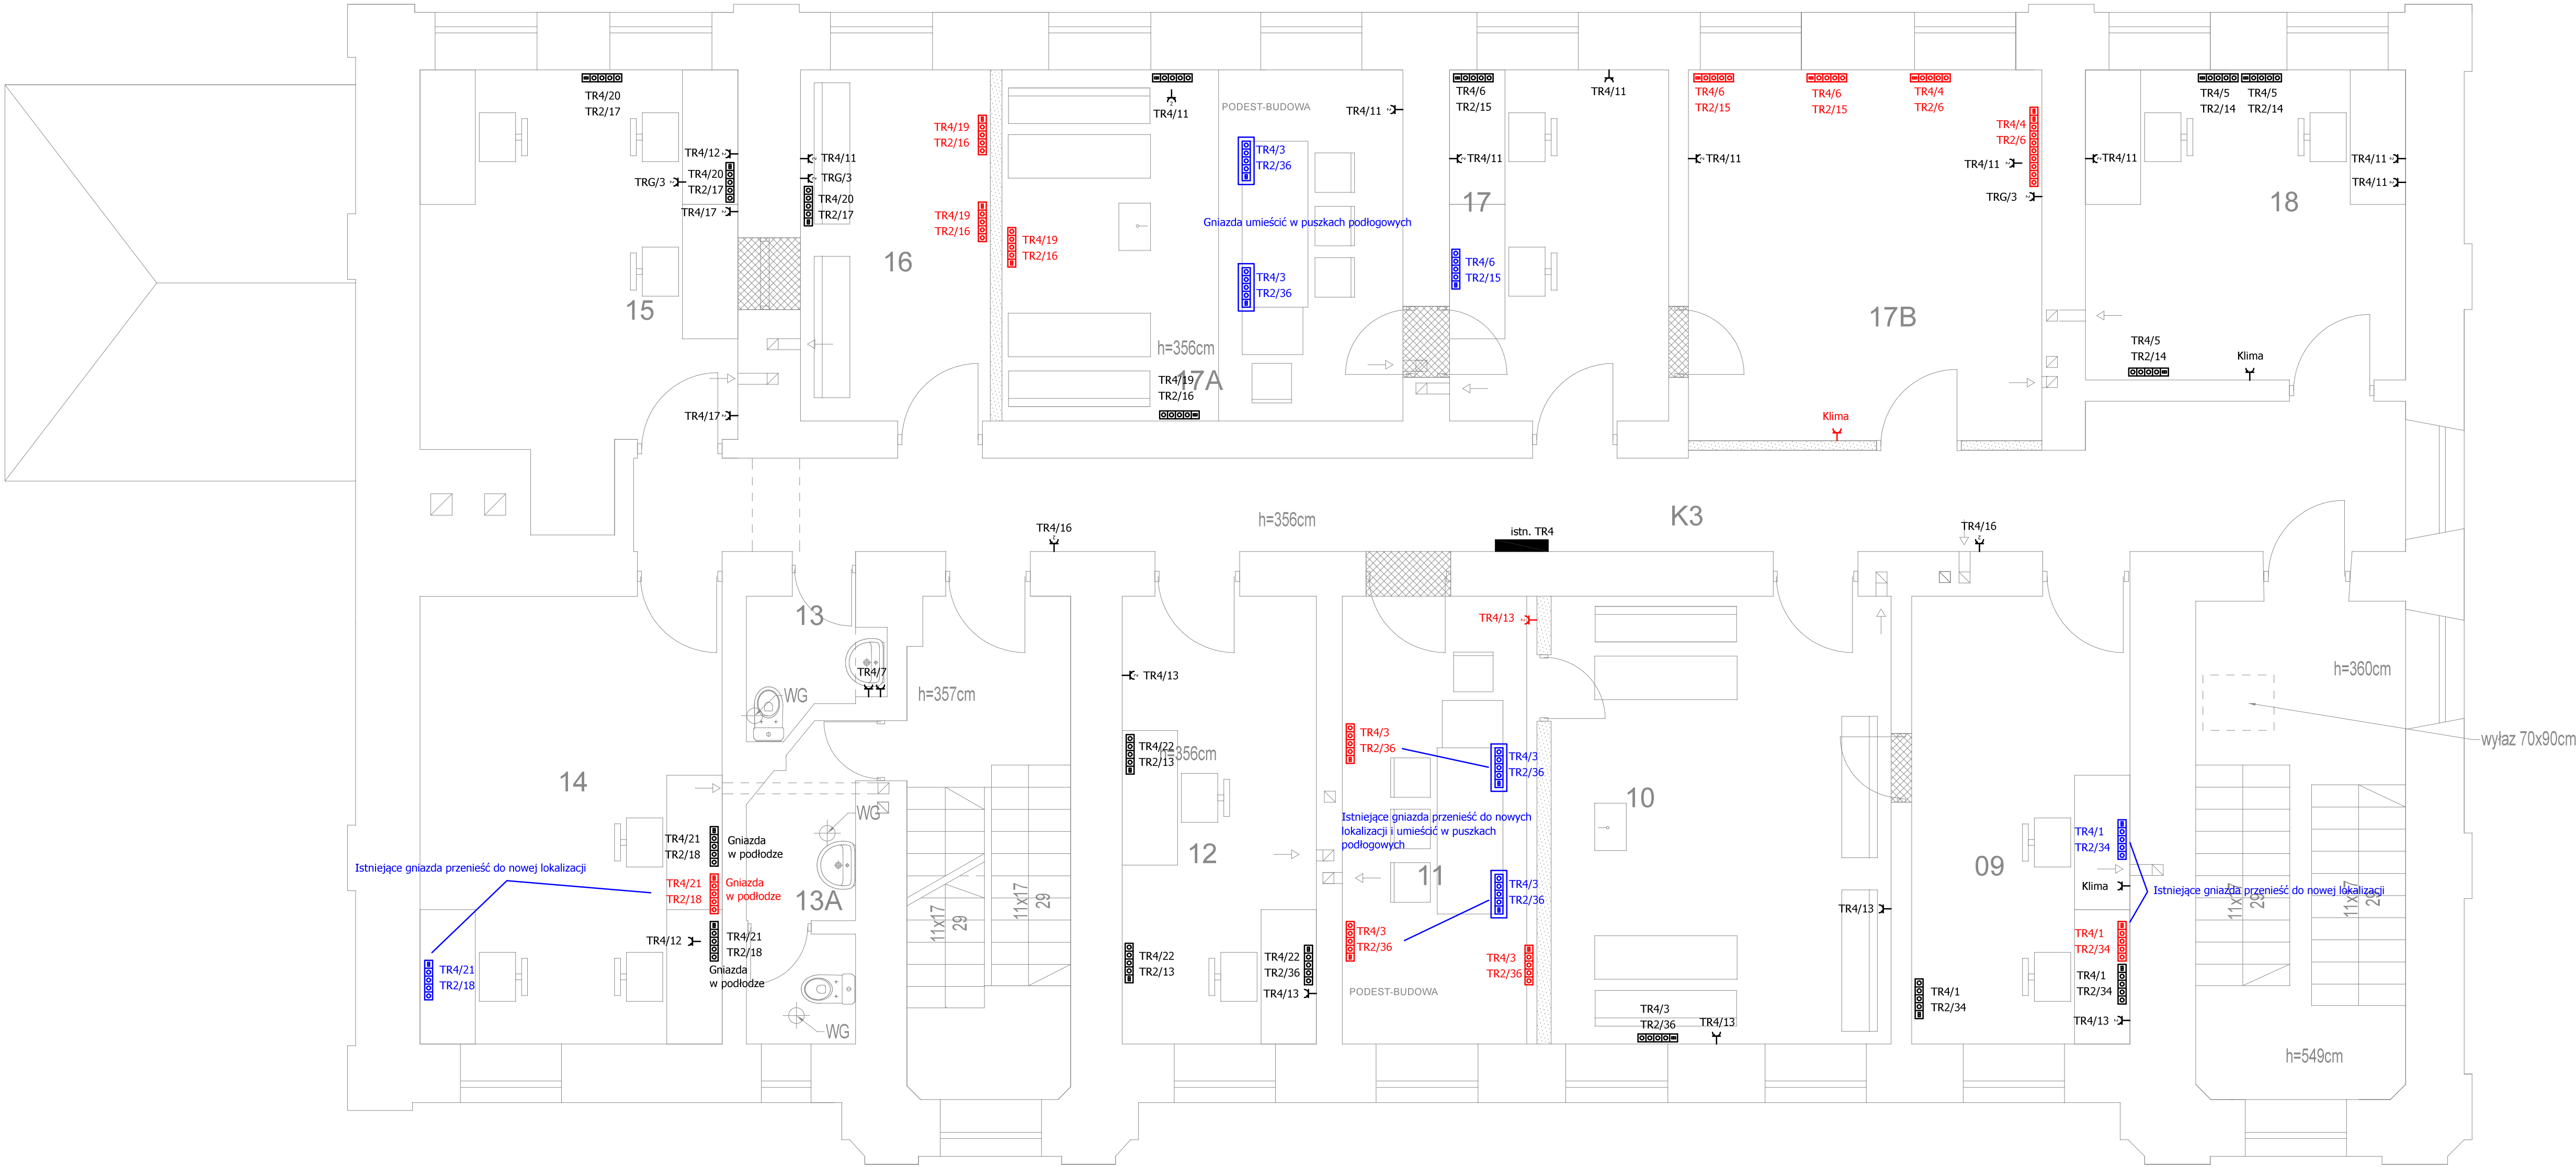 TR4/20
TR2/17
TR4/12
TR4/20
TR2/17
TRG/3
TR4/17
15
TR4/17
TR4/11
TRG/3
TR4/20
TR2/17
16
TR4/19
TR2/16
TR4/19
TR2/16
TR4/19
TR2/16
TR4/11
PODEST-BUDOWA
TR4/11
TR4/3
TR2/36
Gniazda umieścić w puszkach podłogowych
TR4/3
TR2/36
h=356cm
17A
TR4/19
TR2/16
TR4/6
TR2/15
TR4/11
TR4/11
17
TR4/6
TR2/15
TR4/6
TR2/15
TR4/6
TR2/15
TR4/4
TR2/6
TR4/4
TR2/6
TR4/11
TR4/11
TRG/3
17B
Klima
TR4/5
TR2/14
TR4/5
TR2/14
TR4/11
TR4/11
TR4/11
18
TR4/5
TR2/14
Klima
TR4/16
h=356cm
istn. TR4
K3
TR4/16
13
TR4/7
WG
h=357cm
14
TR4/21
TR2/18
Gniazda
w podłodze
Istniejące gniazda przenieść do nowej lokalizacji
TR4/21
TR2/18
Gniazda
w podłodze
TR4/12
TR4/21
TR2/18
Gniazda
w podłodze
TR4/21
TR2/18
WG
13A
WG
11x17
29
11x17
29
TR4/13
TR4/22
TR2/13
h=356cm
12
TR4/22
TR2/13
TR4/22
TR2/36
TR4/13
TR4/13
TR4/3
TR2/36
TR4/3
TR2/36
Istniejące gniazda przenieść do nowych
lokalizacji i umieścić w puszkach
podłogowych
11
TR4/3
TR2/36
TR4/3
TR2/36
TR4/3
TR2/36
PODEST-BUDOWA
10
TR4/3
TR2/36
TR4/13
TR4/13
09
TR4/1
TR2/34
Klima
Istniejące gniazda przenieść do nowej lokalizacji
TR4/1
TR2/34
TR4/1
TR2/34
TR4/1
TR2/34
TR4/13
h=360cm
wyłaz 70x90cm
11x17
29
11x17
29
h=549cm